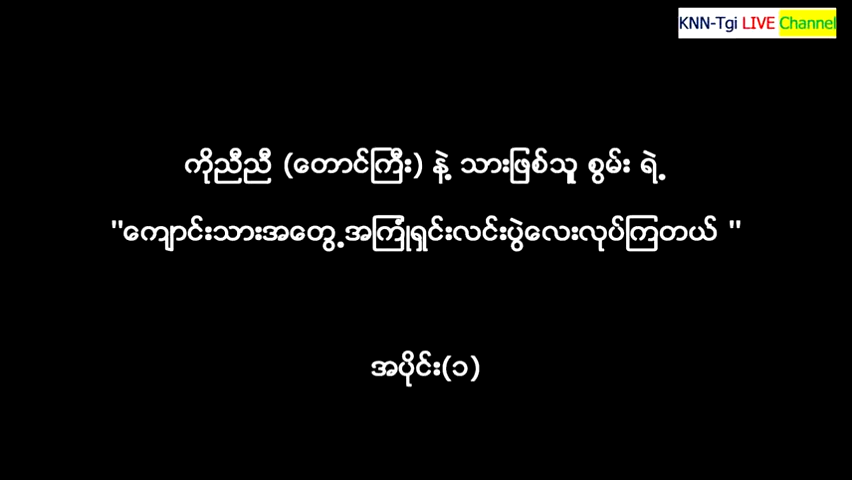 KNN-Tgi LIVE Channel
ကိုညီညီ (တောင်ကြီး) နဲ့ သားဖြစ်သူ စွမ်း ရဲ့
"ကျောင်းသားအတွေ့အကြုံရှင်းလင်းပွဲလေးလုပ်ကြတယ် "
အပိုင်း(၁)